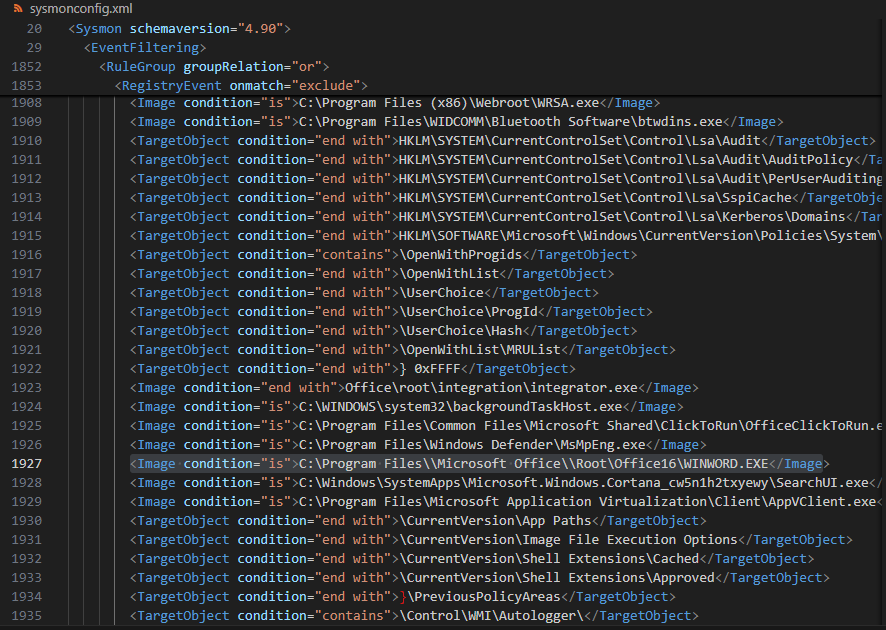 sysmonconfig.xml
20 <Sysmon schemaversion="4.90">
29 <EventFiltering>
1852 <RuleGroup groupRelation="or">
1853 <RegistryEvent onmatch="exclude">
1908 <Image condition="is">C:\Program Files (x86)\Webroot\WRSA.exe</Image>
1909 <Image condition="is">C:\Program Files\WIDCOMM\Bluetooth Software\btwdins.exe</Image>
1910 <TargetObject condition="end with">HKLM\SYSTEM\CurrentControlSet\Control\Lsa\Audit</TargetObject>
1911 <TargetObject condition="end with">HKLM\SYSTEM\CurrentControlSet\Control\Lsa\Audit\AuditPolicy</Ta
1912 <TargetObject condition="end with">HKLM\SYSTEM\CurrentControlSet\Control\Lsa\Audit\PerUserAuditing
1913 <TargetObject condition="end with">HKLM\SYSTEM\CurrentControlSet\Control\Lsa\SspiCache</TargetObje
1914 <TargetObject condition="end with">HKLM\SYSTEM\CurrentControlSet\Control\Lsa\Kerberos\Domains</Tar
1915 <TargetObject condition="end with">HKLM\SOFTWARE\Microsoft\Windows\CurrentVersion\Policies\System\
1916 <TargetObject condition="contains">\OpenWithProgids</TargetObject>
1917 <TargetObject condition="end with">\OpenWithList</TargetObject>
1918 <TargetObject condition="end with">\UserChoice</TargetObject>
1919 <TargetObject condition="end with">\UserChoice\ProgId</TargetObject>
1920 <TargetObject condition="end with">\UserChoice\Hash</TargetObject>
1921 <TargetObject condition="end with">\OpenWithList\MRUList</TargetObject>
1922 <TargetObject condition="end with">} 0xFFFF</TargetObject>
1923 <Image condition="end with">Office\root\integration\integrator.exe</Image>
1924 <Image condition="is">C:\WINDOWS\system32\backgroundTaskHost.exe</Image>
1925 <Image condition="is">C:\Program Files\Common Files\Microsoft Shared\ClickToRun\OfficeClickToRun.e
1926 <Image condition="is">C:\Program Files\Windows Defender\MsMpEng.exe</Image>
1927 <Image condition="is">C:\Program Files\\Microsoft Office\\Root\Office16\WINWORD.EXE</Image>
1928 <Image condition="is">C:\Windows\SystemApps\Microsoft.Windows.Cortana_cw5n1h2txyewy\SearchUI.exe</
1929 <Image condition="is">C:\Program Files\Microsoft Application Virtualization\Client\AppVClient.exe<
1930 <TargetObject condition="end with">\CurrentVersion\App Paths</TargetObject>
1931 <TargetObject condition="end with">\CurrentVersion\Image File Execution Options</TargetObject>
1932 <TargetObject condition="end with">\CurrentVersion\Shell Extensions\Cached</TargetObject>
1933 <TargetObject condition="end with">\CurrentVersion\Shell Extensions\Approved</TargetObject>
1934 <TargetObject condition="end with">}\PreviousPolicyAreas</TargetObject>
1935 <TargetObject condition="contains">\Control\WMI\Autologger\</TargetObject>